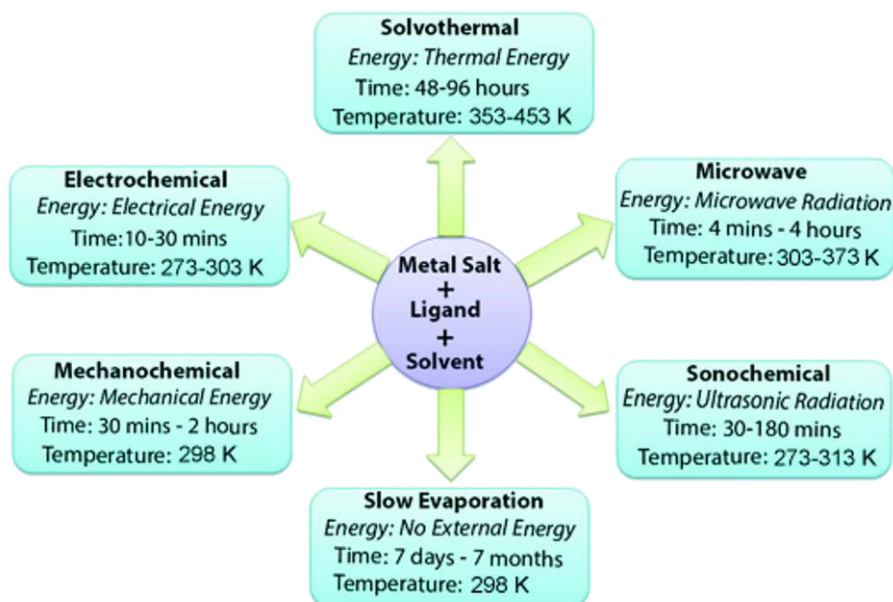 Solvothermal
Energy: Thermal Energy
Time: 48-96 hours
Temperature: 353-453 K
Electrochemical
Energy: Electrical Energy
Time: 10-30 mins
Temperature: 273-303 K
Microwave
Energy: Microwave Radiation
Time: 4 mins - 4 hours
Temperature: 303-373 K
Metal Salt
+
Ligand
+
Solvent
Mechanochemical
Energy: Mechanical Energy
Time: 30 mins - 2 hours
Temperature: 298 K
Sonochemical
Energy: Ultrasonic Radiation
Time: 30-180 mins
Temperature: 273-313 K
Slow Evaporation
Energy: No External Energy
Time: 7 days - 7 months
Temperature: 298 K